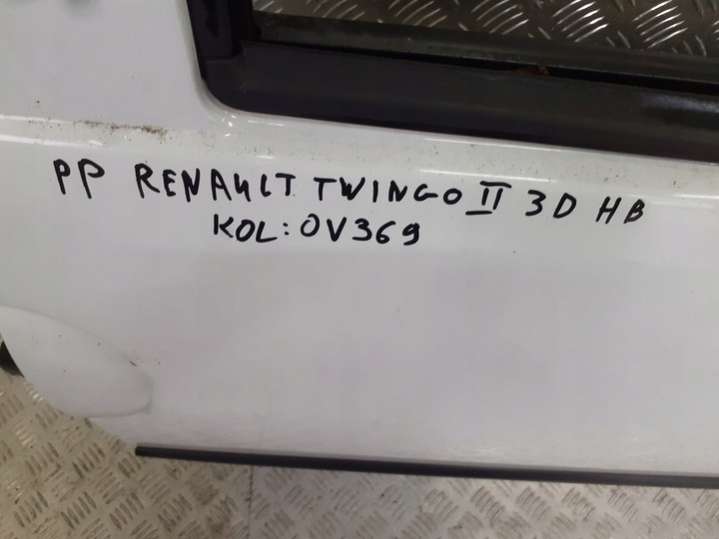 PP RENAULT TWINGO II 3D HB
KOL: OV369